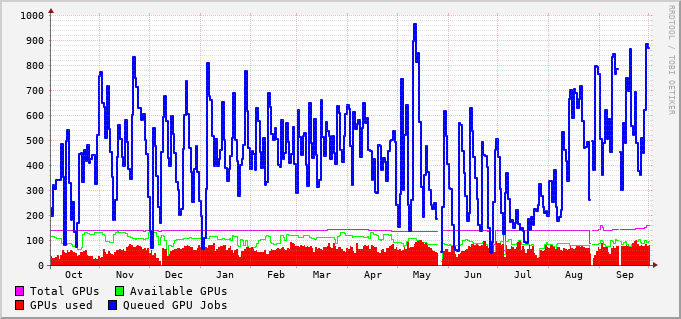 1000
900
800
700
600
500
400
300
200
100
0
Oct Nov Dec Jan Feb Mar Apr May Jun Jul Aug Sep
Total GPUs Available GPUs
GPUs used Queued GPU Jobs
RRDTOOL / TOBI OETIKER